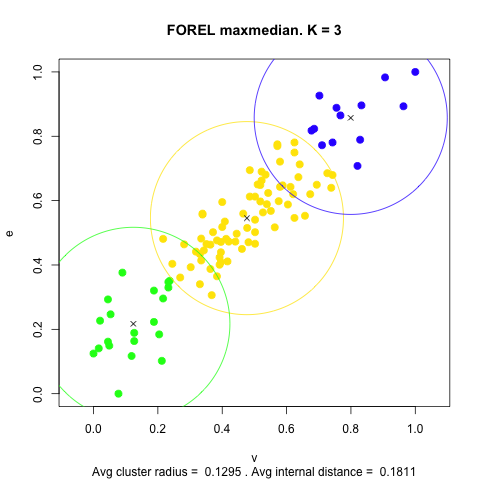 FOREL maxmedian. K = 3
1.0
0.8
0.6
0.4
0.2
0.0
e
0.0 0.2 0.4 0.6 0.8 1.0
v
Avg cluster radius =  0.1295 . Avg internal distance =  0.1811